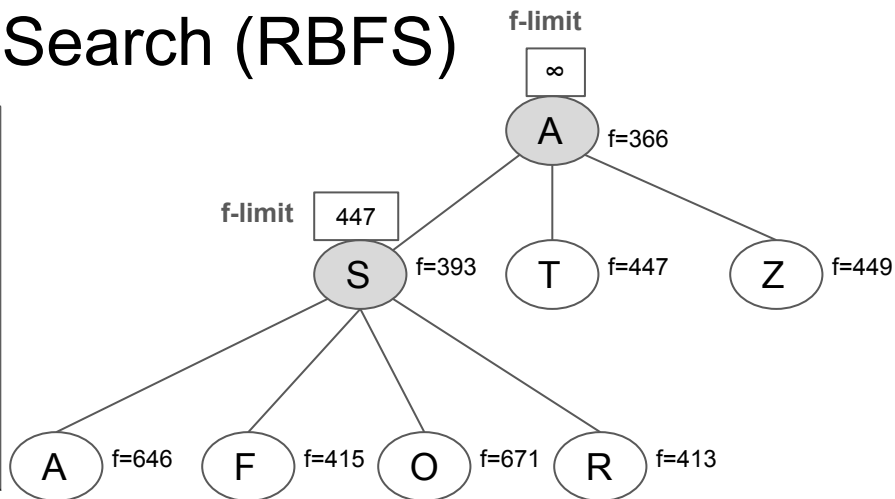 Search (RBFS)
f-limit
∞
A f=366
f-limit 447
S f=393 T f=447 Z f=449
A f=646 F f=415 O f=671 R f=413